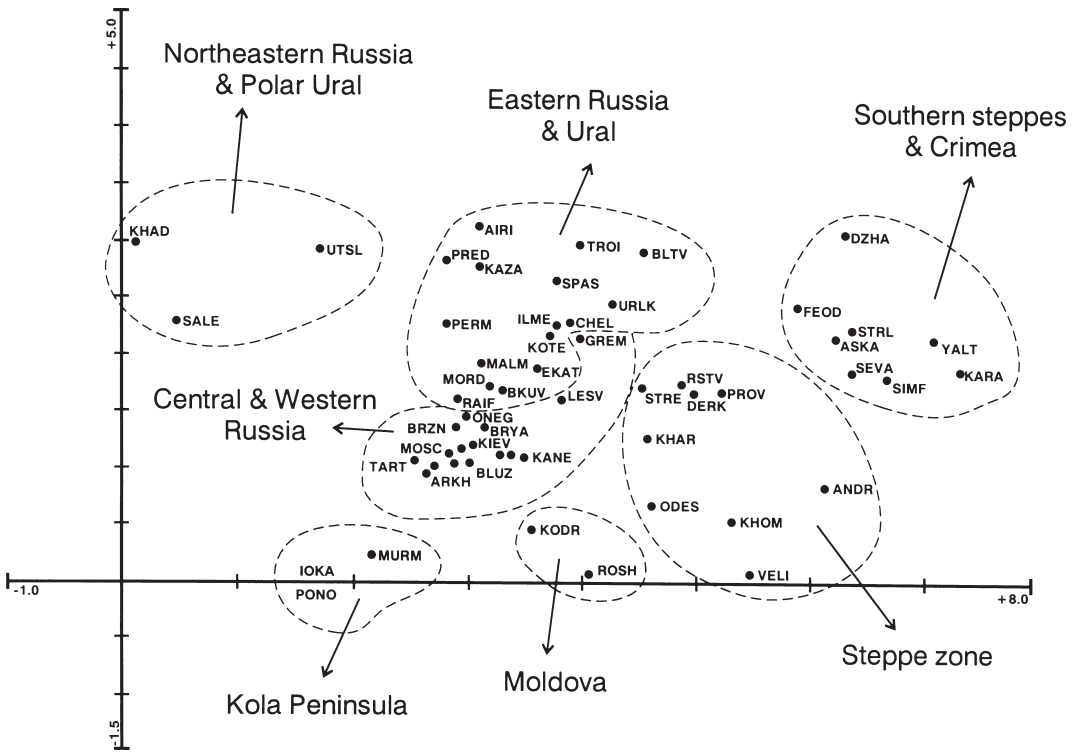 +5.0
Northeastern Russia
& Polar Ural
Eastern Russia
& Ural
Southern steppes
& Crimea
KHAD
UTSL
SALE
AIRI
PRED
KAZA
TROI
BLTV
SPAS
URLK
PERM
ILME
CHEL
KOTE
GREM
MALM
EKAT
MORD
BKUV
RAIF
LESV
DZHA
FEOD
STRL
ASKA
YALT
SEVA
SIMF
KARA
Central & Western
Russia
ONEG
BRZN
BRYA
KIEV
MOSC
TART
KANE
BLUZ
ARKH
RSTV
STRE
DERK
PROV
KHAR
ANDR
ODES
KHOM
VELI
KODR
ROSH
MURM
IOKA
PONO
-1.0
+8.0
Steppe zone
Moldova
Kola Peninsula
-1.5